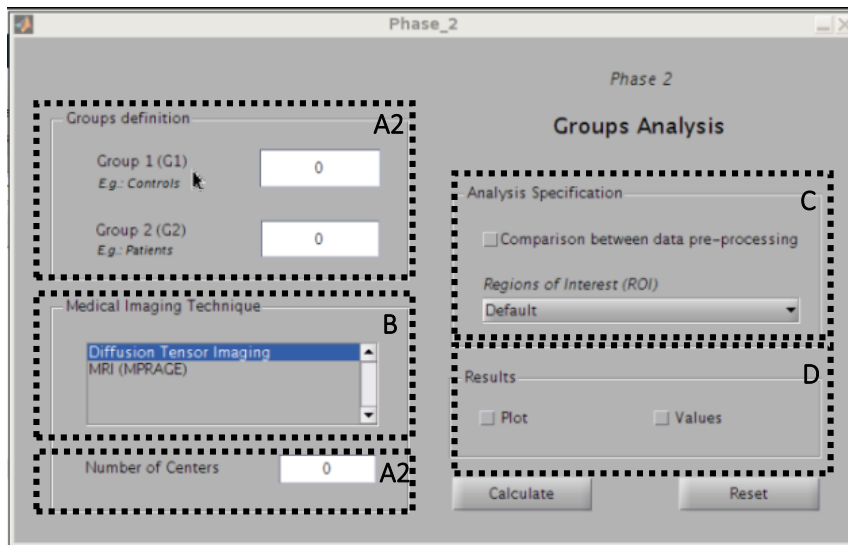 Phase_2
Phase 2
Groups Analysis
Groups definition
A2
Group 1 (G1)
E.g.: Controls
0
Group 2 (G2)
E.g.: Patients
0
Medical Imaging Technique
B
Diffusion Tensor Imaging
MRI (MPRAGE)
Number of Centers
0
A2
Analysis Specification
C
Comparison between data pre-processing
Regions of Interest (ROI)
Default
Results
D
Plot
Values
Calculate
Reset